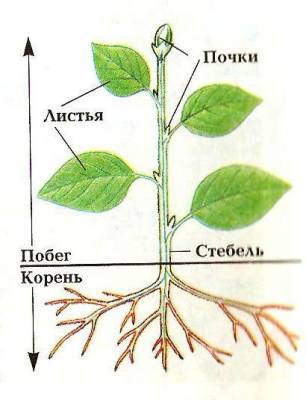 Почки
Листья
Стебель
Побег
Корень